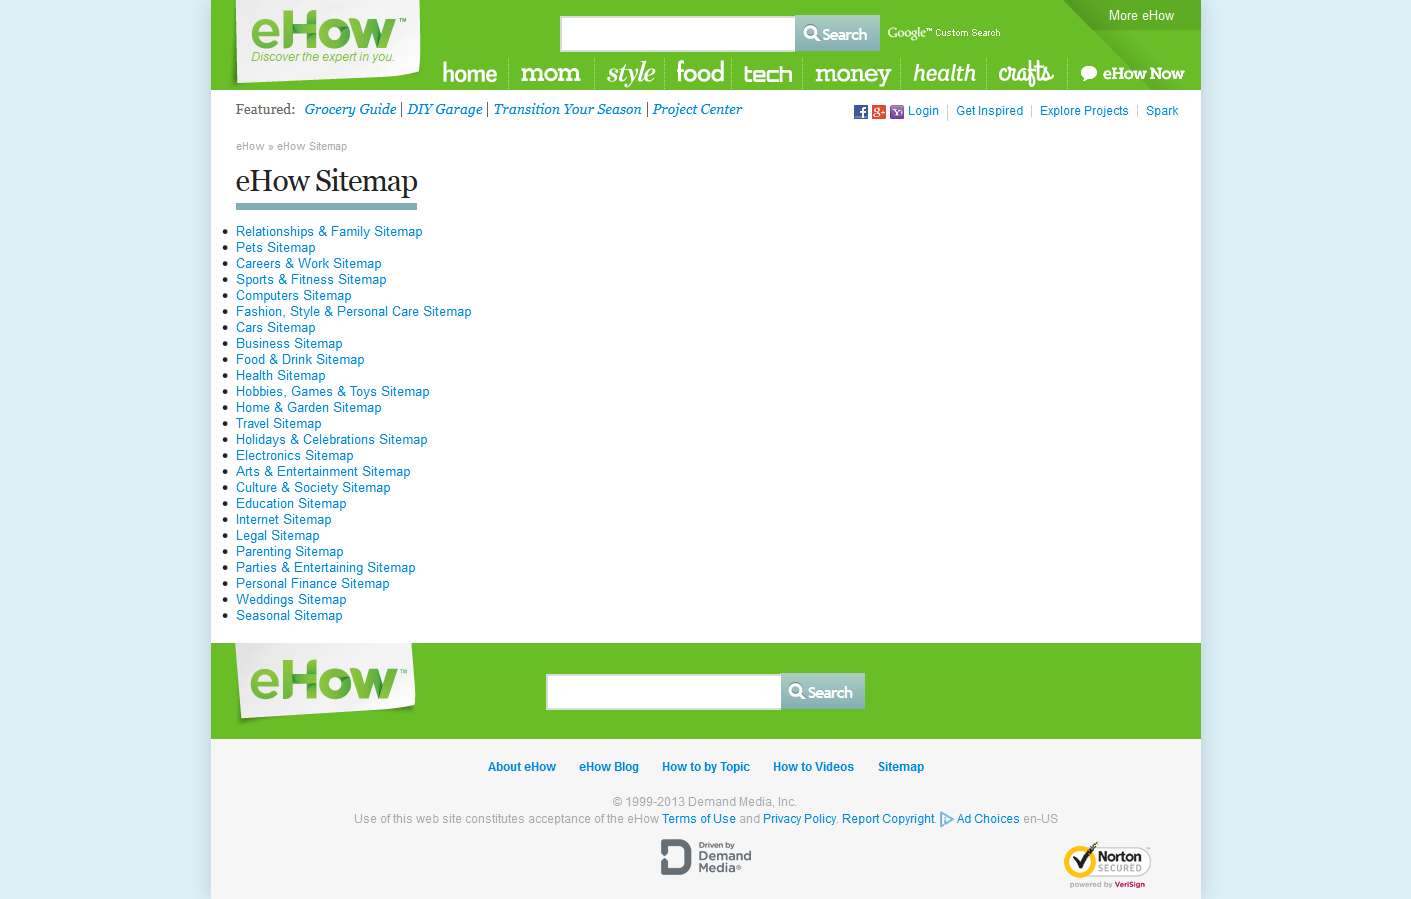 eHow™
Discover the expert in you.
Search
Google™ Custom Search
More eHow
home mom style food tech money health crafts eHow Now
Featured: Grocery Guide | DIY Garage | Transition Your Season | Project Center
Login | Get Inspired | Explore Projects | Spark
eHow » eHow Sitemap
eHow Sitemap
• Relationships & Family Sitemap
• Pets Sitemap
• Careers & Work Sitemap
• Sports & Fitness Sitemap
• Computers Sitemap
• Fashion, Style & Personal Care Sitemap
• Cars Sitemap
• Business Sitemap
• Food & Drink Sitemap
• Health Sitemap
• Hobbies, Games & Toys Sitemap
• Home & Garden Sitemap
• Travel Sitemap
• Holidays & Celebrations Sitemap
• Electronics Sitemap
• Arts & Entertainment Sitemap
• Culture & Society Sitemap
• Education Sitemap
• Internet Sitemap
• Legal Sitemap
• Parenting Sitemap
• Parties & Entertaining Sitemap
• Personal Finance Sitemap
• Weddings Sitemap
• Seasonal Sitemap
eHow™
Search
About eHow eHow Blog How to by Topic How to Videos Sitemap
© 1999-2013 Demand Media, Inc.
Use of this web site constitutes acceptance of the eHow Terms of Use and Privacy Policy. Report Copyright. Ad Choices en-US
Driven by
Demand
Media®
Norton
SECURED
powered by VeriSign